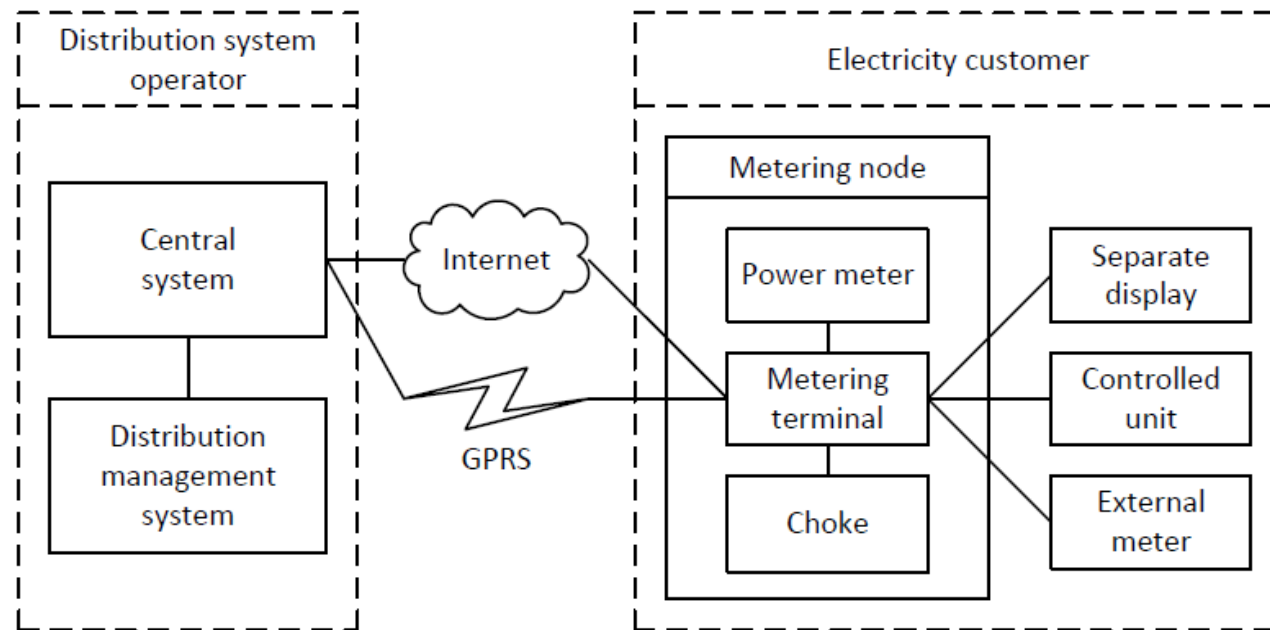 Distribution system
operator
Electricity customer
Central
system
Distribution
management
system
Internet
GPRS
Metering node
Power meter
Metering
terminal
Choke
Separate
display
Controlled
unit
External
meter